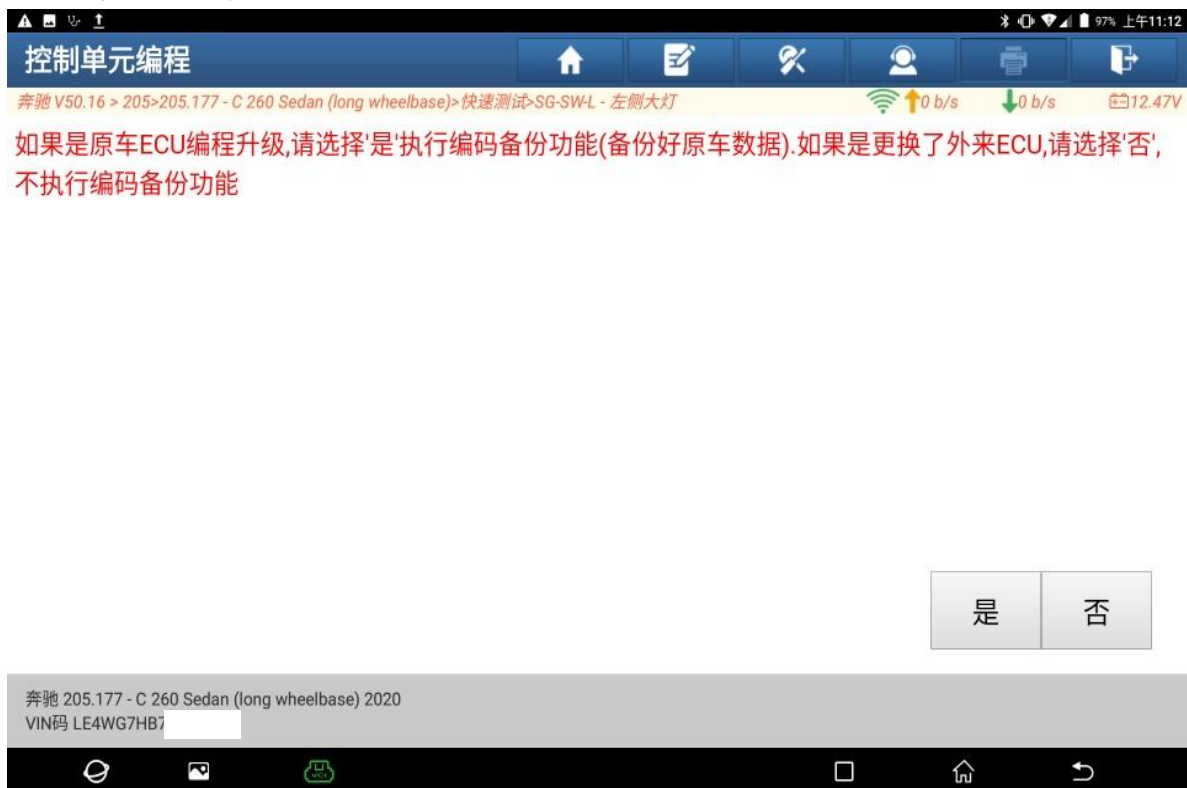 97% 上午11:12
控制单元编程
奔驰 V50.16 > 205>205.177 - C 260 Sedan (long wheelbase)>快速测试>SG-SW-L - 左侧大灯 0 b/s 0 b/s 12.47V
如果是原车ECU编程升级,请选择'是'执行编码备份功能(备份好原车数据).如果是更换了外来ECU,请选择'否',
不执行编码备份功能
是 否
奔驰 205.177 - C 260 Sedan (long wheelbase) 2020
VIN码 LE4WG7HB7
VCI